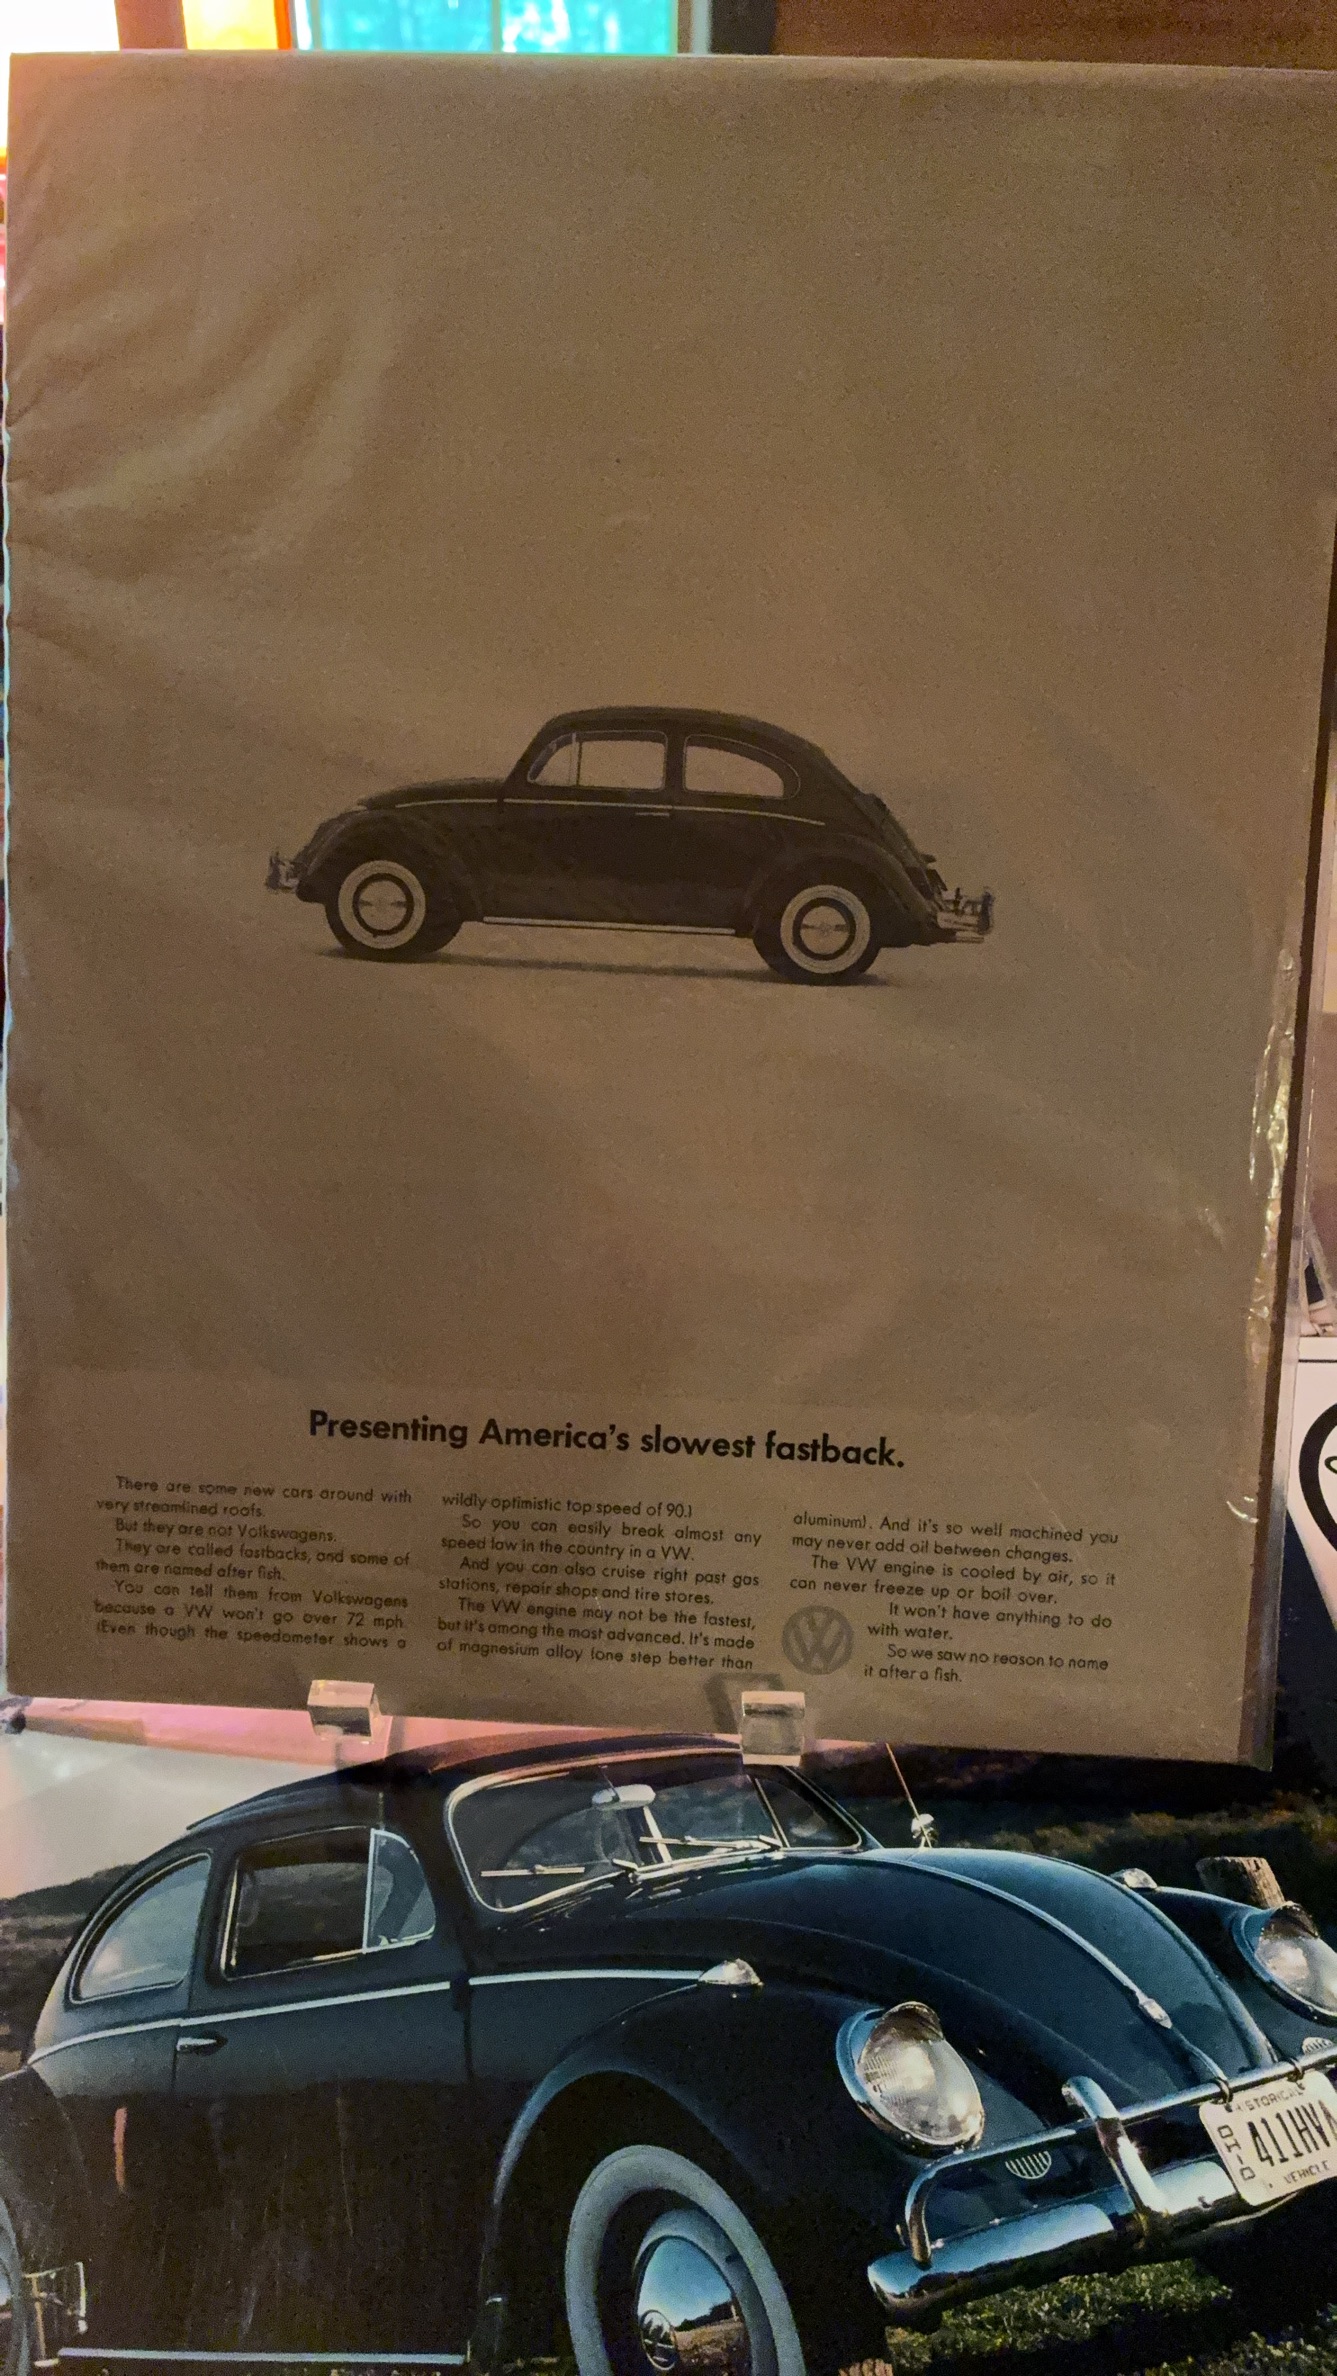 Presenting America's slowest fastback.
There are some new cars around with
very streamlined roofs.
But they are not Volkswagens.
They are called fastbacks, and some of
them are named after fish.
You can tell them from Volkswagens
because a VW won't go over 72 mph.
(Even though the speedometer shows a
wildly optimistic top speed of 90.)
So you can easily break almost any
speed law in the country in a VW.
And you can also cruise right past gas
stations, repair shops and tire stores.
The VW engine may not be the fastest,
but it's among the most advanced. It's made
of magnesium alloy (one step better than
aluminum). And it's so well machined you
may never add oil between changes.
The VW engine is cooled by air, so it
can never freeze up or boil over.
It won't have anything to do
with water.
So we saw no reason to name
it after a fish.
VW
HISTORICAL
OHIO
411HV
VEHICLE